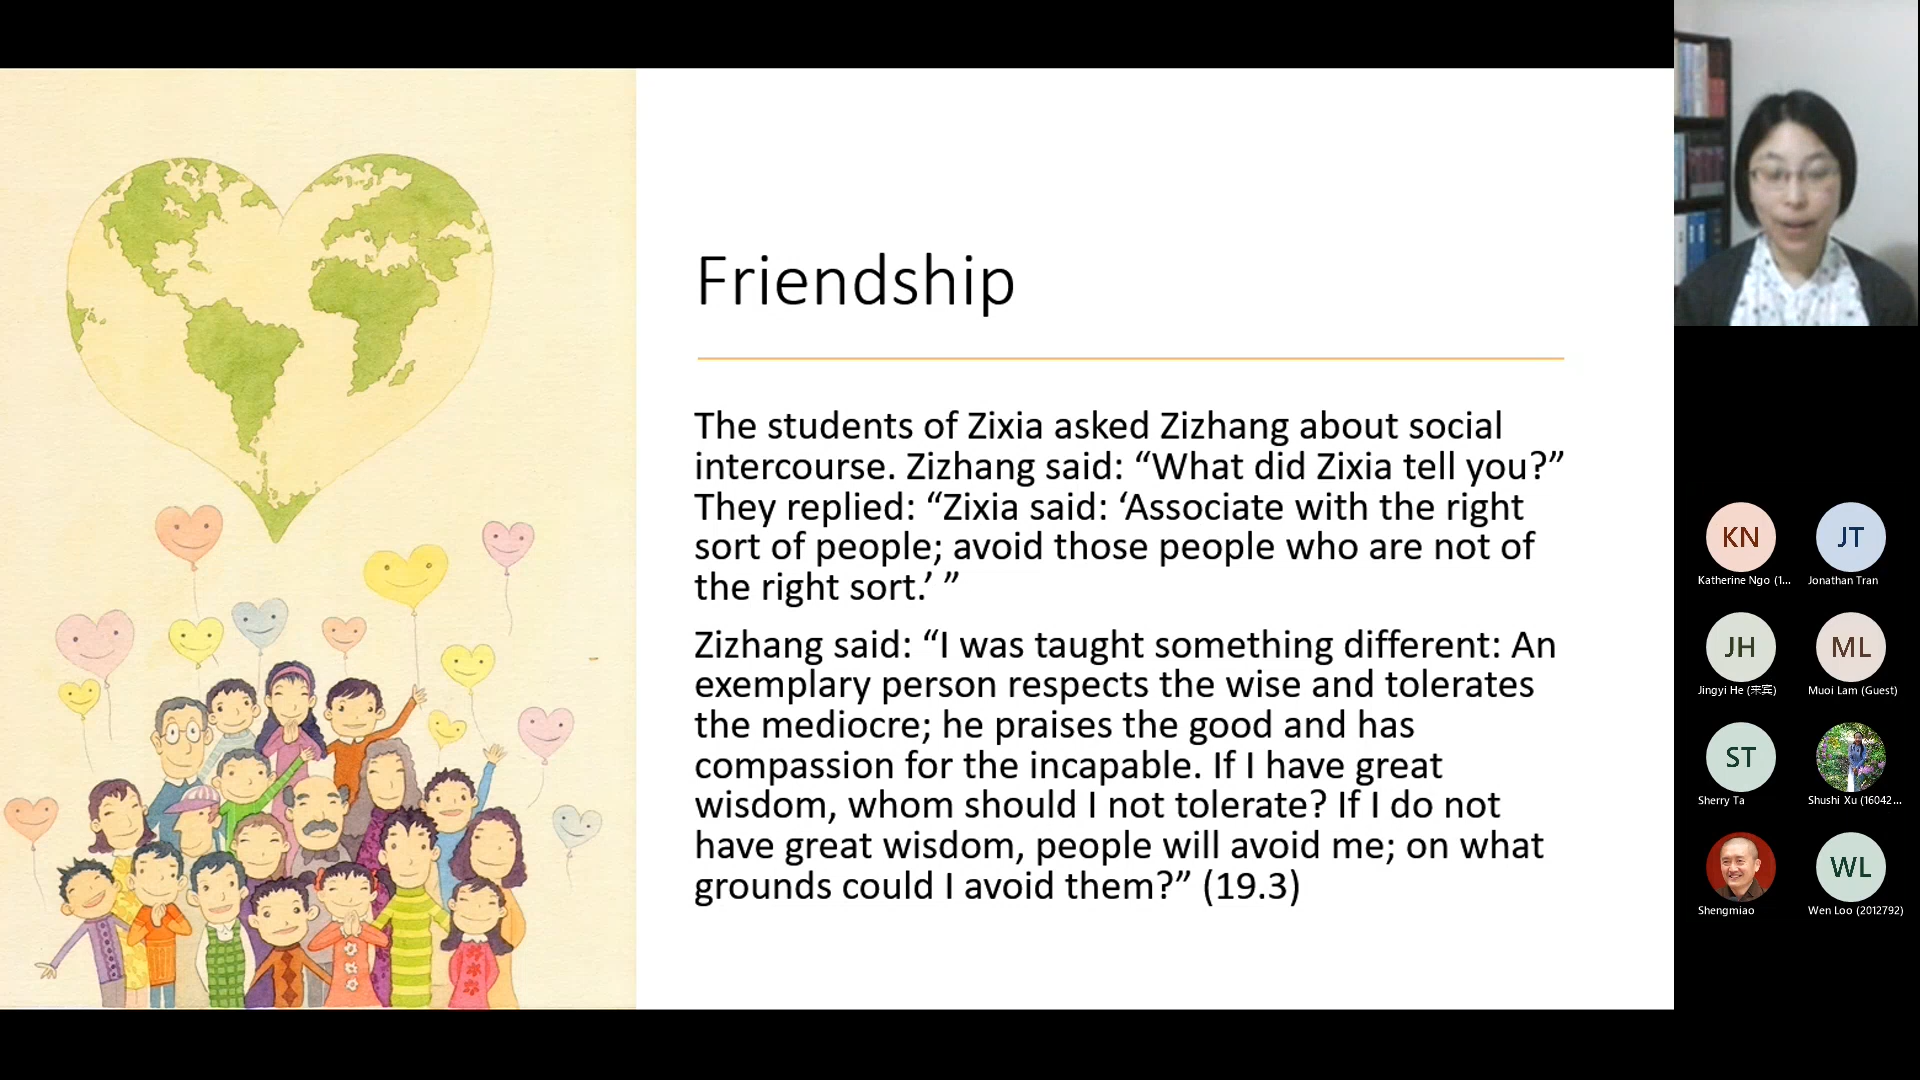 Friendship
The students of Zixia asked Zizhang about social
intercourse. Zizhang said: “What did Zixia tell you?”
They replied: “Zixia said: ‘Associate with the right
sort of people; avoid those people who are not of
the right sort.’ ”
Zizhang said: “I was taught something different: An
exemplary person respects the wise and tolerates
the mediocre; he praises the good and has
compassion for the incapable. If I have great
wisdom, whom should I not tolerate? If I do not
have great wisdom, people will avoid me; on what
grounds could I avoid them?” (19.3)
KN
Katherine Ngo (1...
JT
Jonathan Tran
JH
Jingyi He (来宾)
ML
Muoi Lam (Guest)
ST
Sherry Ta
Shushi Xu (16042...
Shengmiao
WL
Wen Loo (2012792)